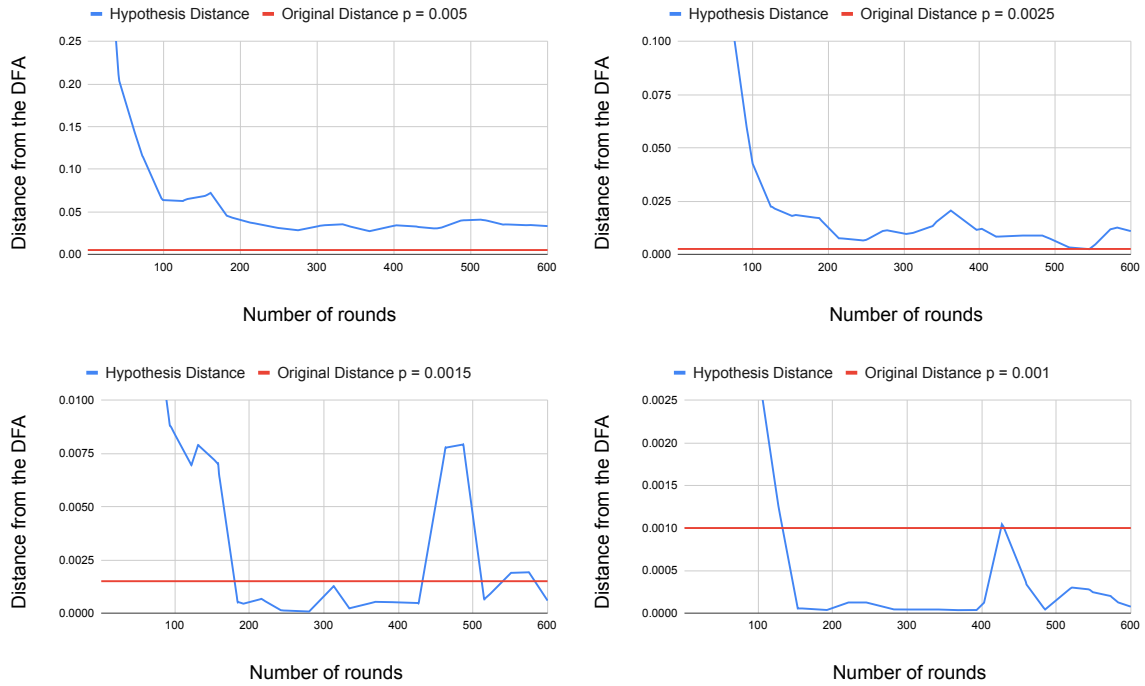 Hypothesis Distance Original Distance p = 0.005
Distance from the DFA
0.25
0.20
0.15
0.10
0.05
0.00
100 200 300 400 500 600
Number of rounds
Hypothesis Distance Original Distance p = 0.0025
Distance from the DFA
0.100
0.075
0.050
0.025
0.000
100 200 300 400 500 600
Number of rounds
Hypothesis Distance Original Distance p = 0.0015
Distance from the DFA
0.0100
0.0075
0.0050
0.0025
0.0000
100 200 300 400 500 600
Number of rounds
Hypothesis Distance Original Distance p = 0.001
Distance from the DFA
0.0025
0.0020
0.0015
0.0010
0.0005
0.0000
100 200 300 400 500 600
Number of rounds